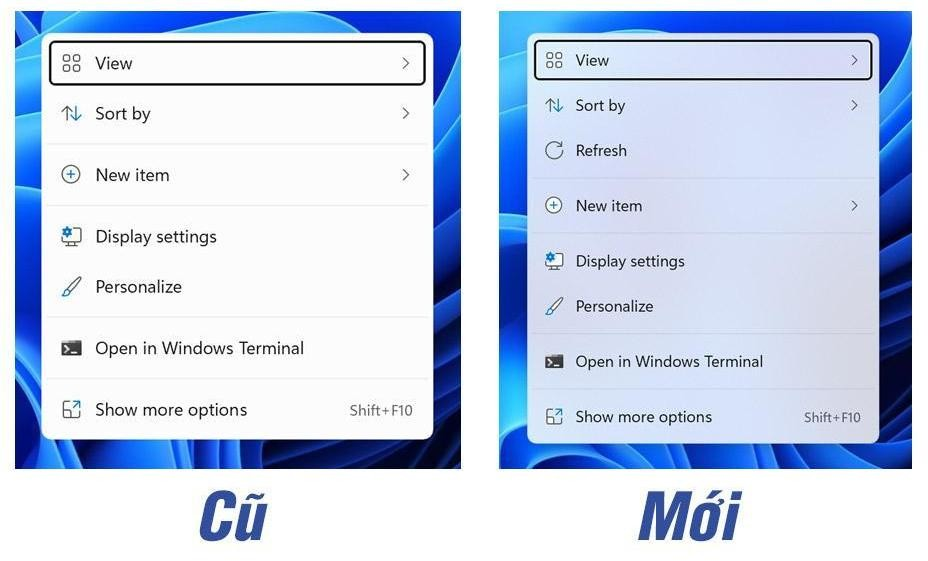 View
Sort by
New item
Display settings
Personalize
Open in Windows Terminal
Show more options Shift+F10
Cũ
View
Sort by
Refresh
New item
Display settings
Personalize
Open in Windows Terminal
Show more options Shift+F10
Mới